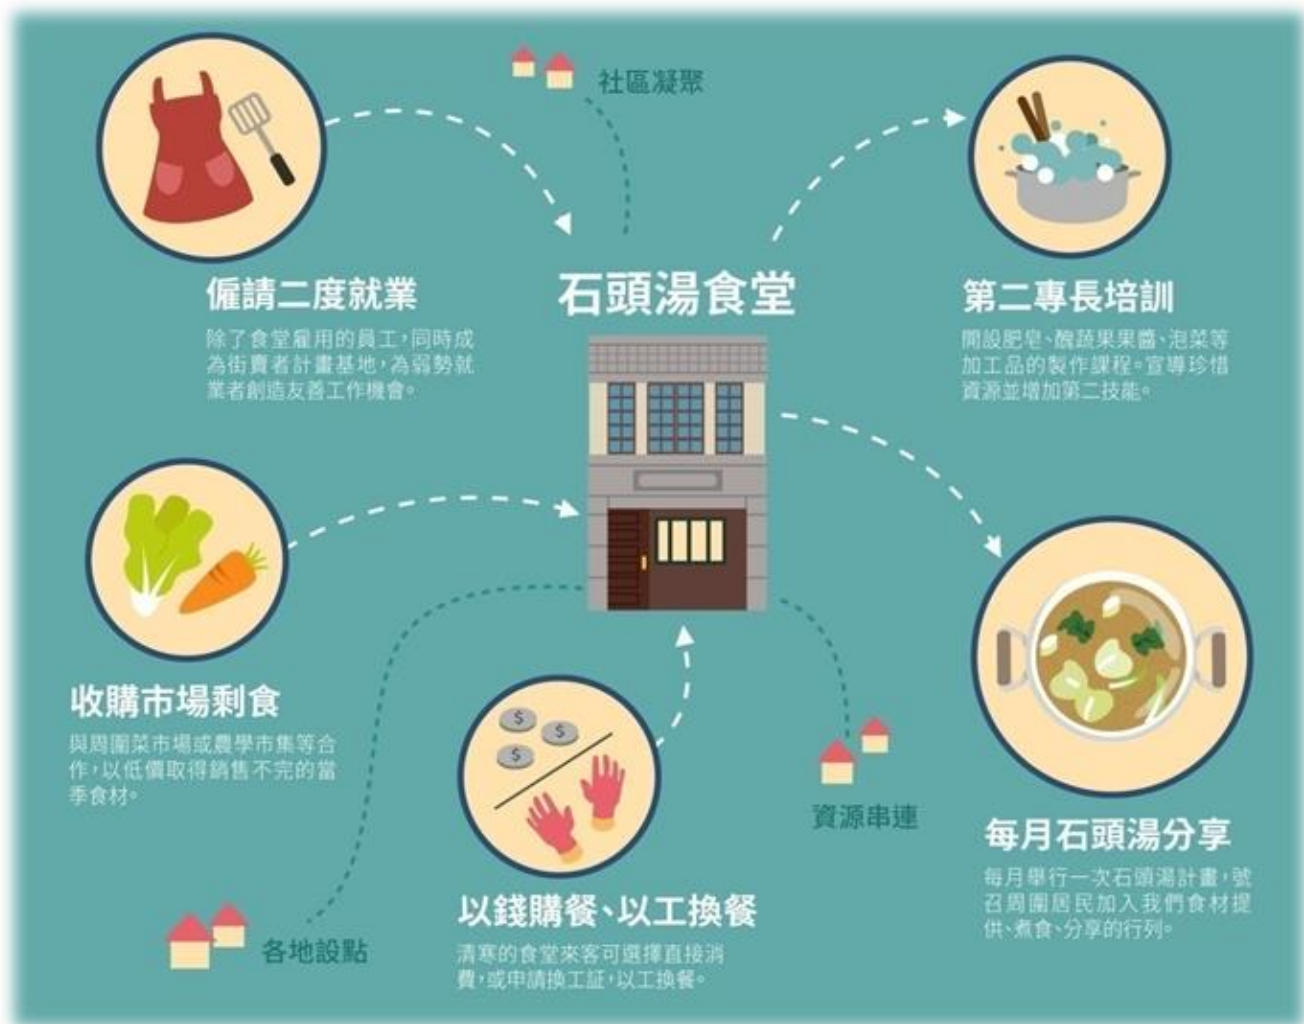 社區凝聚
僱請二度就業
除了食堂雇用的員工,同時成
為街賣者計畫基地,為弱勢就
業者創造友善工作機會。
石頭湯食堂
第二專長培訓
開設肥皂、醃蔬果果醬、泡菜等
加工品的製作課程。宣導珍惜
資源並增加第二技能。
收購市場剩食
與周圍菜市場或農學市集等合
作,以低價取得銷售不完的當
季食材。
資源串連
每月石頭湯分享
每月舉行一次石頭湯計畫,號
召周圍居民加入我們食材提
供、煮食、分享的行列。
以錢購餐、以工換餐
清寒的食堂來客可選擇直接消
費,或申請換工証,以工換餐。
各地設點
$
$
$